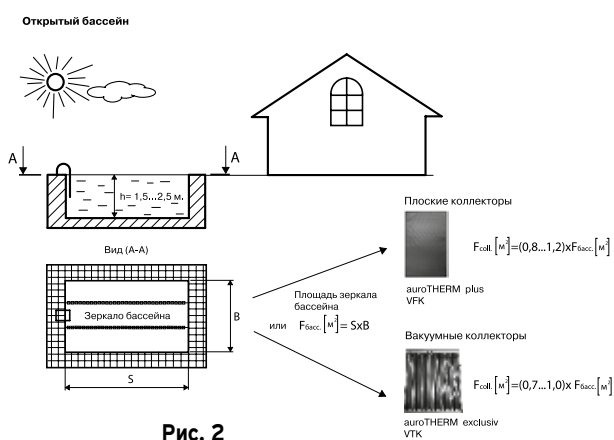 Открытый бассейн
А
А
h= 1,5...2,5 м.
Вид (А-А)
Зеркало бассейна
В
S
Площадь зеркала
бассейна
или Fбасс.[м²]= SxB
Плоские коллекторы
Fcoll.[м²]=(0,8...1,2)xFбасс.[м²]
auroTHERM plus
VFK
Вакуумные коллекторы
Fcoll.[м²]=(0,7...1,0)x Fбасс.[м²]
auroTHERM exclusiv
VTK
Рис. 2